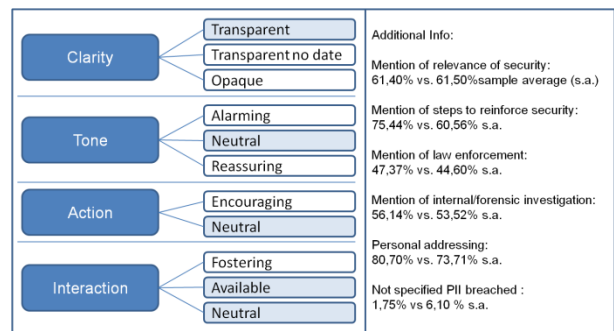 Clarity
Transparent
Transparent no date
Opaque
Tone
Alarming
Neutral
Reassuring
Action
Encouraging
Neutral
Interaction
Fostering
Available
Neutral
Additional Info:
Mention of relevance of security:
61,40% vs. 61,50%sample average (s.a.)
Mention of steps to reinforce security:
75,44% vs. 60,56% s.a.
Mention of law enforcement:
47,37% vs. 44,60% s.a.
Mention of internal/forensic investigation:
56,14% vs. 53,52% s.a.
Personal addressing:
80,70% vs. 73,71% s.a.
Not specified PII breached :
1,75% vs 6,10 % s.a.